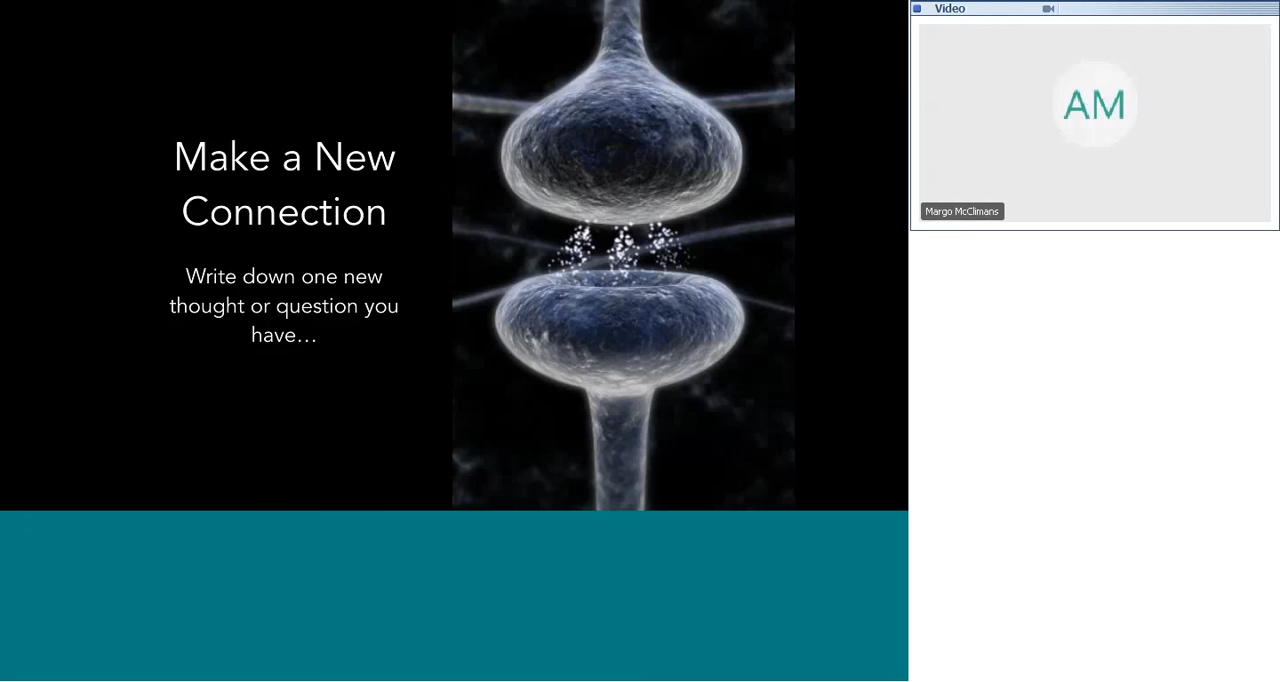 Make a New
Connection
Write down one new
thought or question you
have…
Video
AM
Margo McClimans